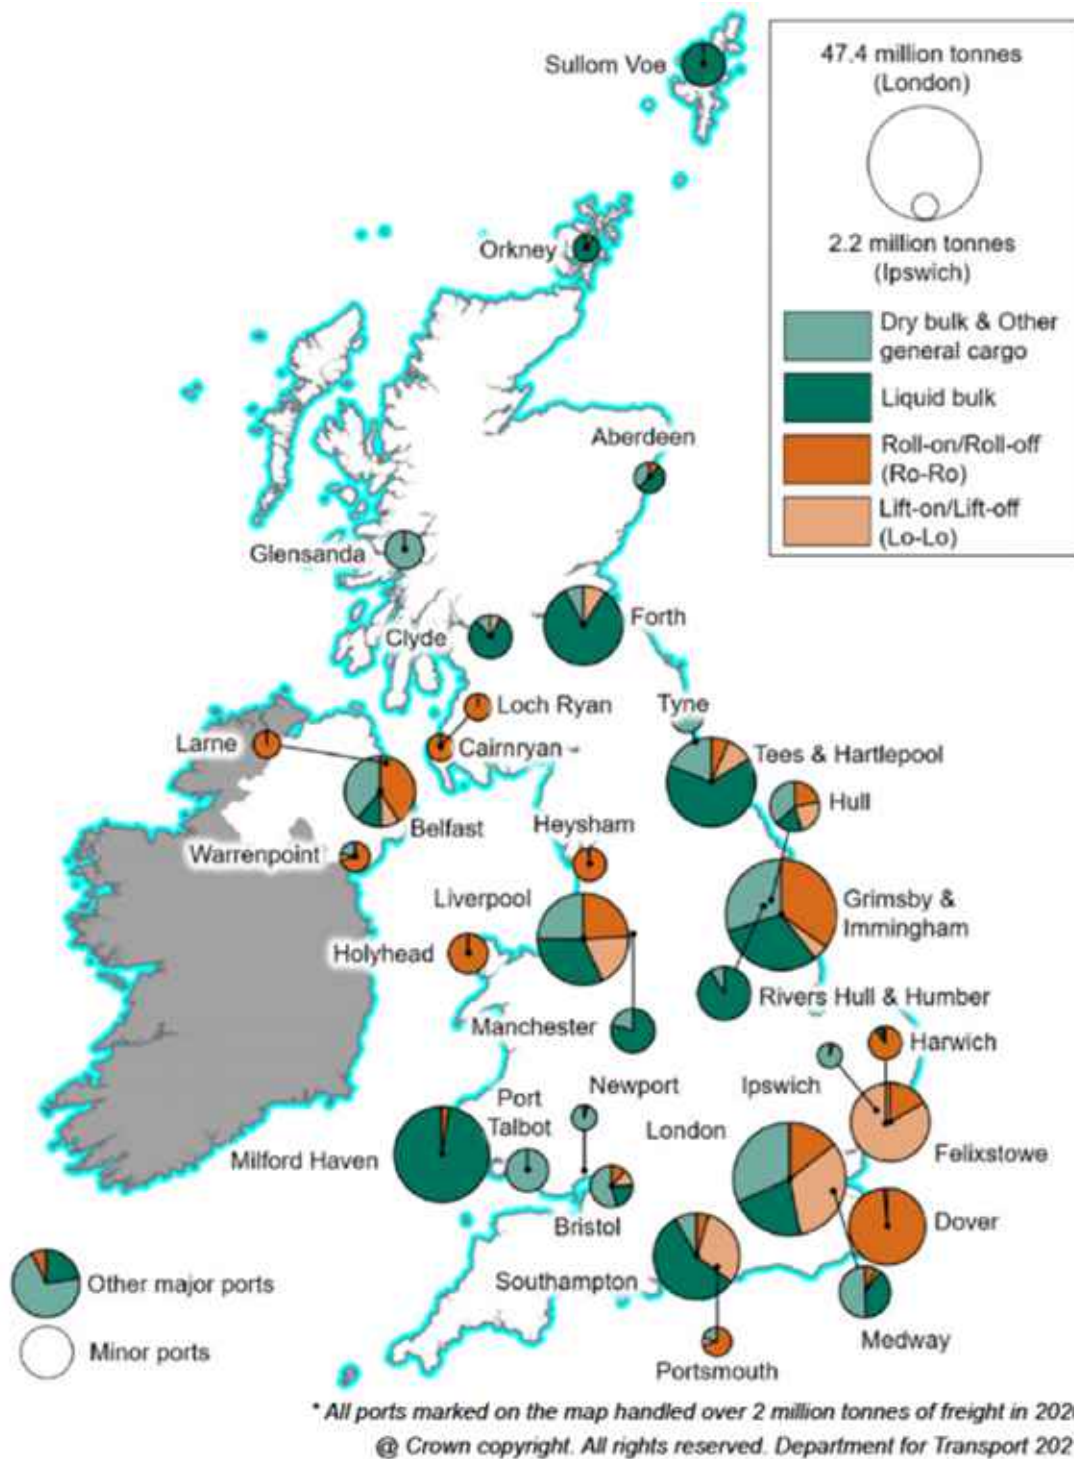 47.4 million tonnes
(London)
2.2 million tonnes
(Ipswich)
Dry bulk & Other
general cargo
Liquid bulk
Roll-on/Roll-off
(Ro-Ro)
Lift-on/Lift-off
(Lo-Lo)
Sullom Voe
Orkney
Aberdeen
Glensanda
Forth
Clyde
Loch Ryan
Tyne
Larne
Cairnryan
Tees & Hartlepool
Hull
Belfast
Heysham
Warrenpoint
Liverpool
Grimsby &
Immingham
Holyhead
Rivers Hull & Humber
Manchester
Harwich
Newport
Ipswich
Port
Talbot
London
Felixstowe
Milford Haven
Dover
Bristol
Southampton
Other major ports
Medway
Minor ports
Portsmouth
* All ports marked on the map handled over 2 million tonnes of freight in 202
@ Crown copyright. All rights reserved. Department for Transport 202